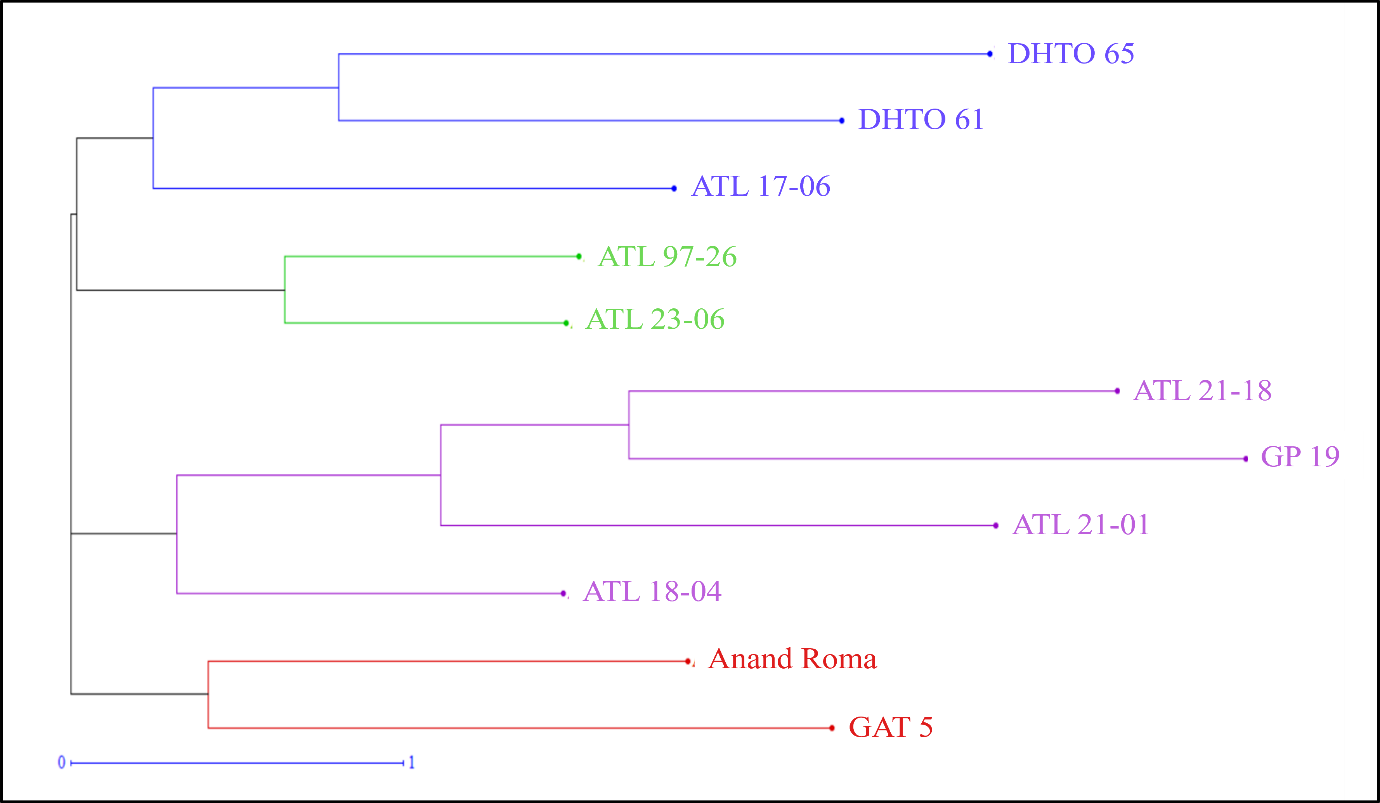 DHTO 65
DHTO 61
ATL 17-06
ATL 97-26
ATL 23-06
ATL 21-18
GP 19
ATL 21-01
ATL 18-04
Anand Roma
GAT 5
0 1